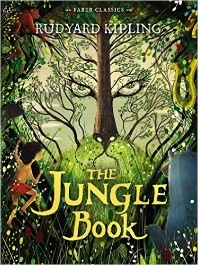 FABER CLASSICS
RUDYARD KIPLING
THE
JUNGLE
BOOK